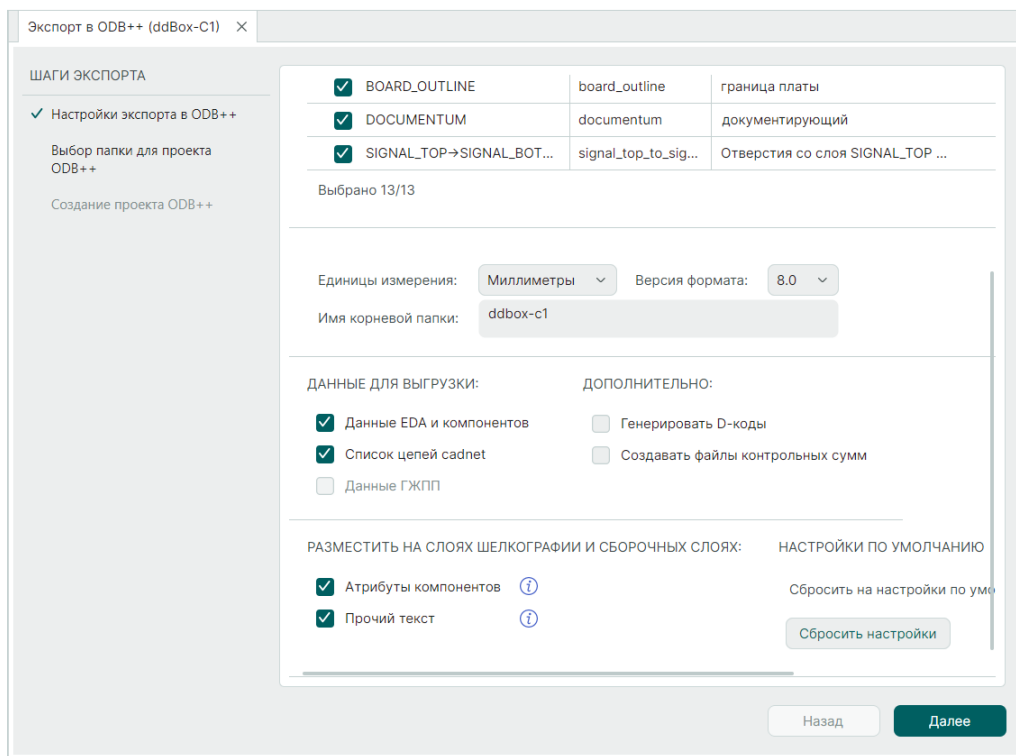 Экспорт в ODB++ (ddBox-C1)
ШАГИ ЭКСПОРТА
Настройки экспорта в ODB++
Выбор папки для проекта
ODB++
Создание проекта ODB++
BOARD_OUTLINE board_outline граница платы
DOCUMENTUM documentum документирующий
SIGNAL_TOP→SIGNAL_BOT... signal_top_to_sig... Отверстия со слоя SIGNAL_TOP ...
Выбрано 13/13
Единицы измерения: Миллиметры Версия формата: 8.0
Имя корневой папки: ddbox-c1
ДАННЫЕ ДЛЯ ВЫГРУЗКИ: ДОПОЛНИТЕЛЬНО:
Данные EDA и компонентов Генерировать D-коды
Список цепей cadnet Создавать файлы контрольных сумм
Данные ГЖПП
РАЗМЕСТИТЬ НА СЛОЯХ ШЕЛКОГРАФИИ И СБОРОЧНЫХ СЛОЯХ: НАСТРОЙКИ ПО УМОЛЧАНИЮ
Атрибуты компонентов Сбросить на настройки по умо
Прочий текст
Сбросить настройки
Назад Далее